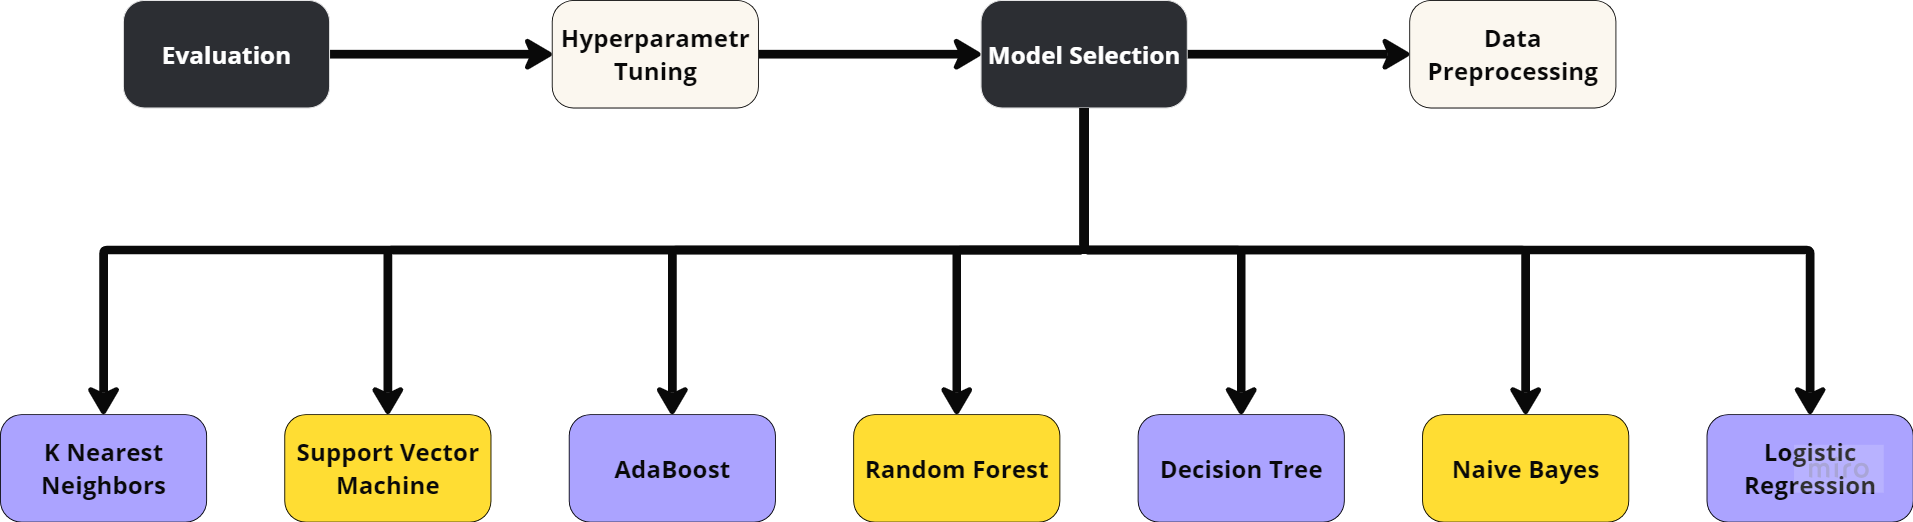 Evaluation
Hyperparametr
Tuning
Model Selection
Data
Preprocessing
K Nearest
Neighbors
Support Vector
Machine
AdaBoost
Random Forest
Decision Tree
Naive Bayes
Logistic
Regression
miro